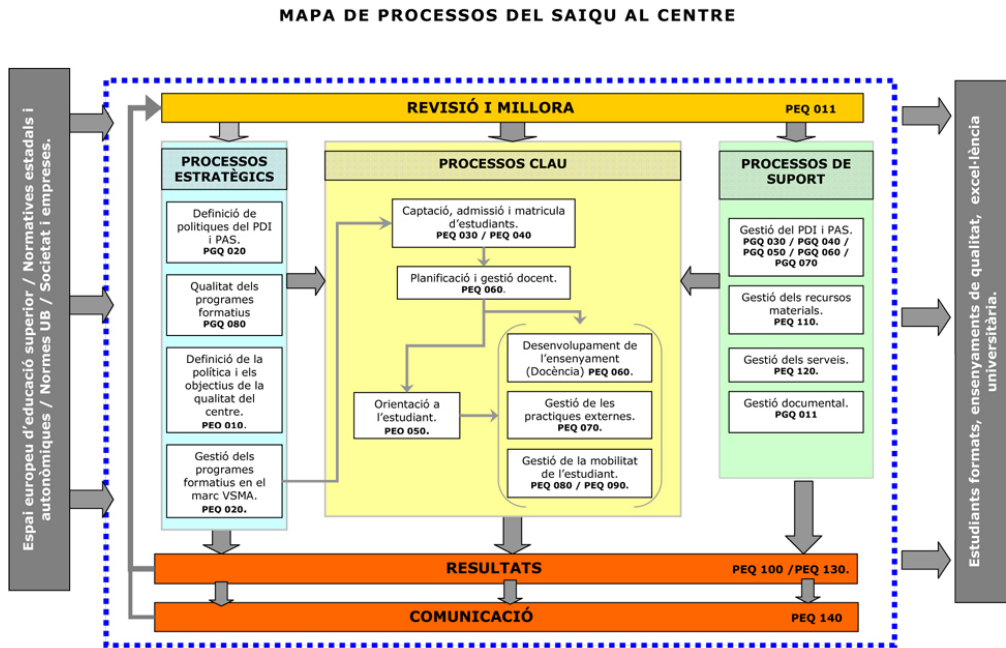 MAPA DE PROCESSOS DEL SAIQU AL CENTRE
Espai europeu d'educació superior / Normatives estadals i
autonòmiques / Normes UB / Societat i empreses.
REVISIÓ I MILLORA
PEQ 011
PROCESSOS
ESTRATÈGICS
Definició de
politiques del PDI
i PAS.
PGQ 020
Qualitat dels
programes
formatius
PGQ 080
Definició de la
política i els
objectius de la
qualitat del
centre.
PEO 010.
Gestió dels
programes
formatius en el
marc VSMA.
PEQ 020.
PROCESSOS CLAU
Captació, admissió i matricula
d'estudiants.
PEQ 030 / PEQ 040
Planificació i gestió docent.
PEQ 060.
Orientació a
l'estudiant.
PEO 050.
Desenvolupament de
l'ensenyament
(Docència) PEQ 060.
Gestió de les
practiques externes.
PEQ 070.
Gestió de la mobilitat
de l'estudiant.
PEQ 080 / PEQ 090.
PROCESSOS DE
SUPORT
Gestió del PDI i PAS.
PGQ 030 / PGQ 040 /
PGQ 050 / PGQ 060 /
PGQ 070
Gestió dels recursos
materials.
PEQ 110.
Gestió dels serveis.
PEQ 120.
Gestió documental.
PGQ 011
RESULTATS
PEQ 100 /PEQ 130.
COMUNICACIÓ
PEQ 140
Estudiants formats, ensenyaments de qualitat, excel·lència
universitària.